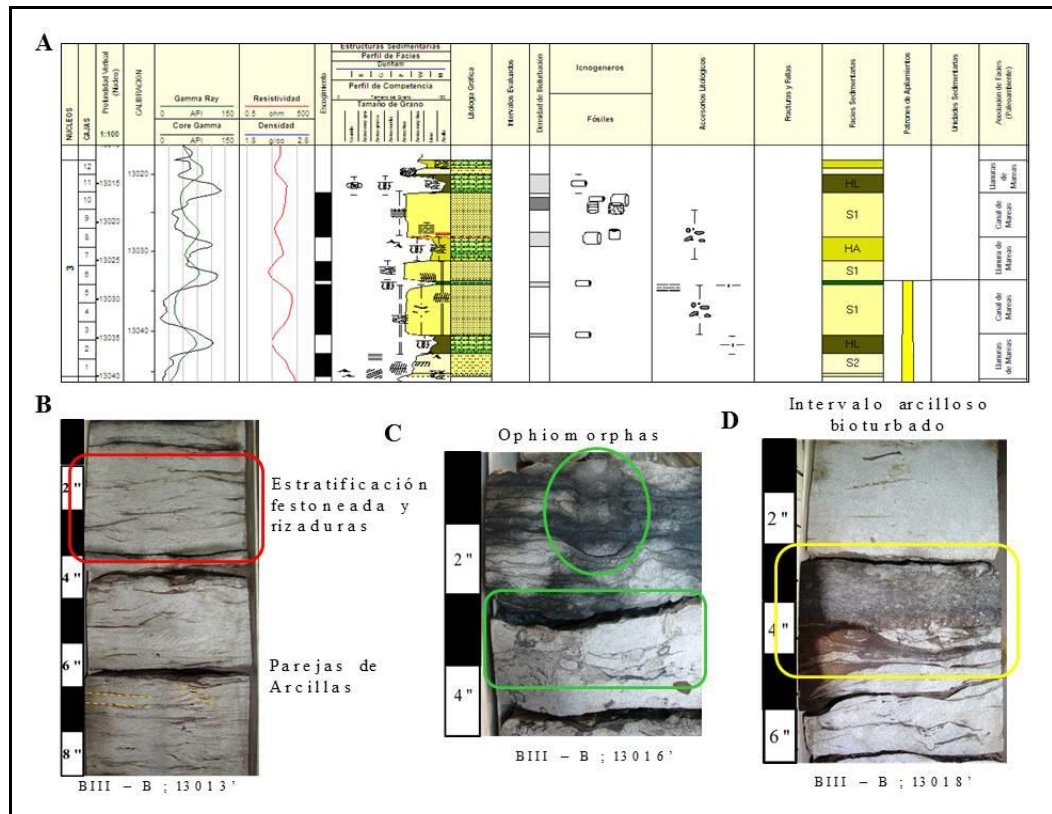 A
Estructuras Sedimentarias
Perfil de Facies
Dunham
Perfil de Competencia
Tamaño de Grano
NÚCLEOS
CAJAS
Profundidad Vertical
(Núcleo)
1:100
CALIBRACION
Gamma Ray
0 API 150
Core Gamma
0 API 150
Resistividad
0.5 ohm 500
Densidad
1.8 g/cc 2.8
Escogimiento
Litología Gráfica
Intervalos Evaluados
Densidad de Bioturbación
Icnogeneros
Fósiles
Accesorios Litológicos
Fracturas y Fallas
Facies Sedimentarias
Patrones de Apilamientos
Unidades Sedimentarias
Asociación de Facies
(Paleoambiente)
3
12
11
10
9
8
7
6
5
4
3
2
1
13015
13020
13025
13030
13035
13040
13020
13030
13040
HL
S1
HA
S1
S1
HL
S2
Llanuras
de
Mareas
Canal de
Mareas
Llanura de
Mareas
Canal de
Mareas
Llanuras
de Mareas
B
2"
4"
6"
8"
Estratificación
festoneada y
rizaduras
Parejas de
Arcillas
BIII – B ; 13013’
C
Ophiomorphas
2"
4"
BIII – B ; 13016’
D
Intervalo arcilloso
bioturbado
2"
4"
6"
BIII – B ; 13018’